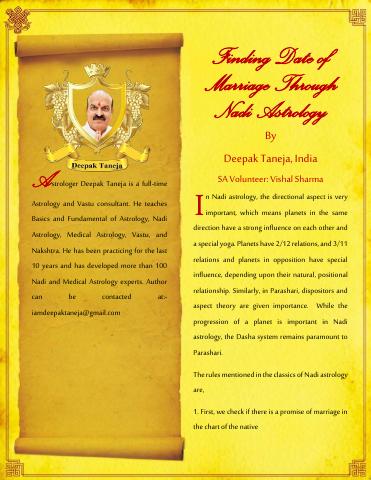 Deepak Taneja
Astrologer Deepak Taneja is a full-time
Astrology and Vastu consultant. He teaches
Basics and Fundamental of Astrology, Nadi
Astrology, Medical Astrology, Vastu, and
Nakshtra. He has been practicing for the last
10 years and has developed more than 100
Nadi and Medical Astrology experts. Author
can be contacted at:-
iamdeepaktaneja@gmail.com
Finding Date of
Marriage Through
Nadi Astrology
By
Deepak Taneja, India
SA Volunteer: Vishal Sharma
In Nadi astrology, the directional aspect is very
important, which means planets in the same
direction have a strong influence on each other and
a special yoga. Planets have 2/12 relations, and 3/11
relations and planets in opposition have special
influence, depending upon their natural, positional
relationship. Similarly, in Parashari, dispositors and
aspect theory are given importance. While the
progression of a planet is important in Nadi
astrology, the Dasha system remains paramount to
Parashari.
The rules mentioned in the classics of Nadi astrology
are,
1. First, we check if there is a promise of marriage in
the chart of the native